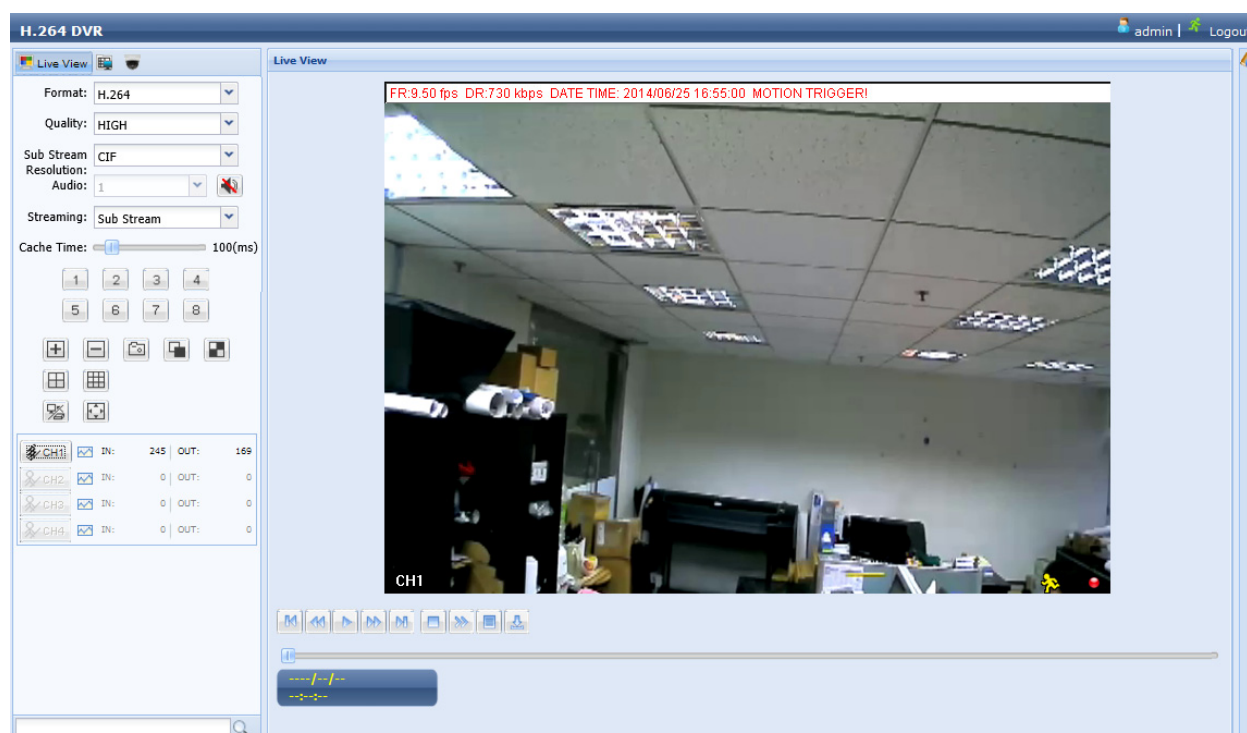 H.264 DVR
admin | Logou
Live View
Live View
Format: H.264
Quality: HIGH
Sub Stream Resolution: CIF
Audio: 1
Streaming: Sub Stream
Cache Time: 100(ms)
1 2 3 4
5 6 7 8
CH1 IN: 245 OUT: 169
CH2 IN: 0 OUT: 0
CH3 IN: 0 OUT: 0
CH4 IN: 0 OUT: 0
FR:9.50 fps DR:730 kbps DATE TIME: 2014/06/25 16:55:00 MOTION TRIGGER!
CH1
----/--/--
--:--:--